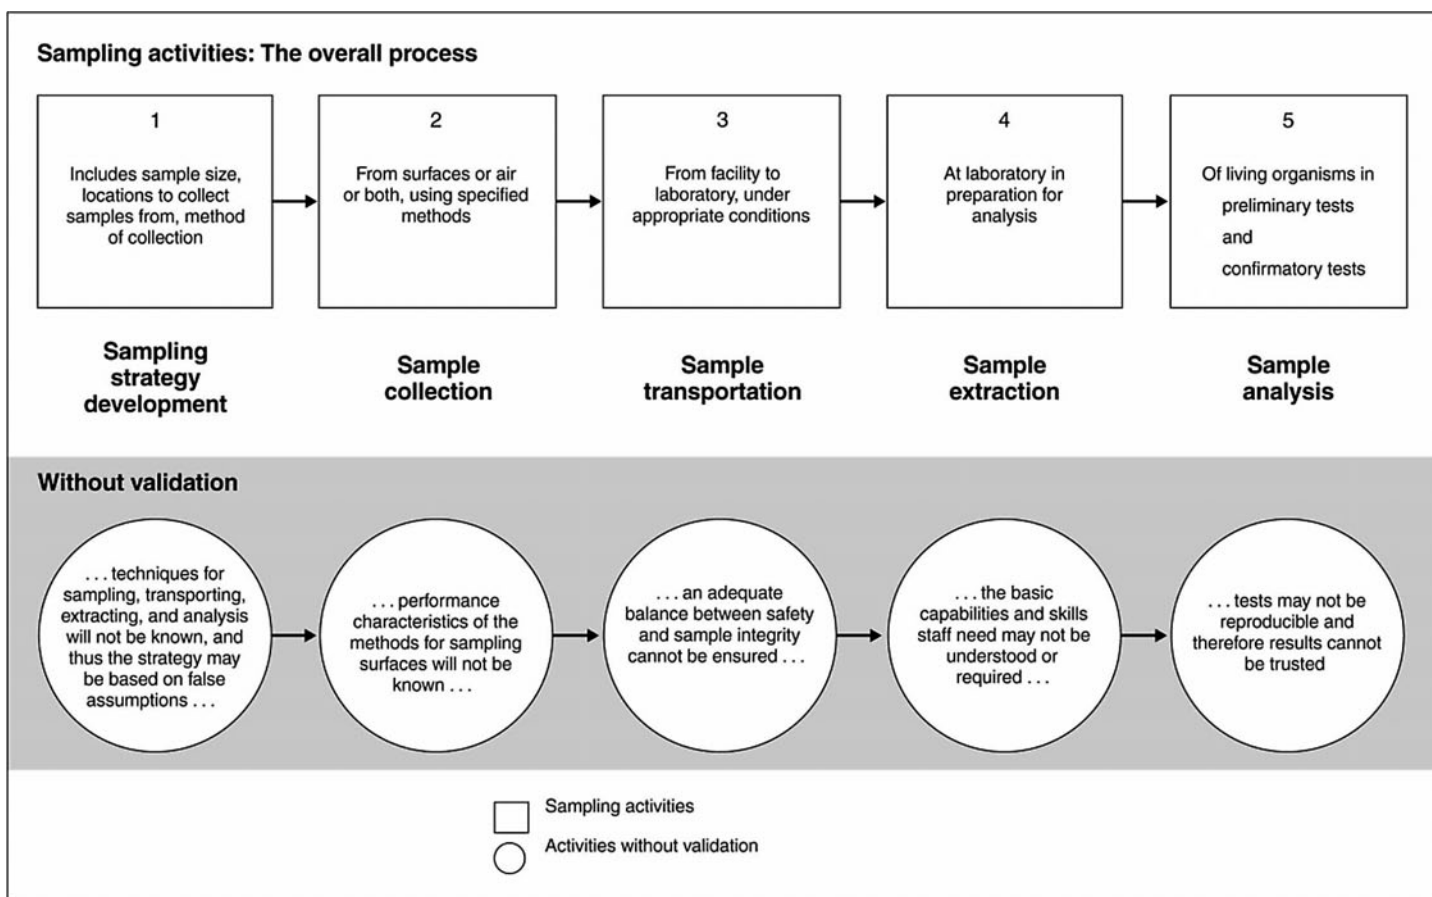 Sampling activities: The overall process
1
Includes sample size,
locations to collect
samples from, method
of collection
2
From surfaces or air
or both, using specified
methods
3
From facility to
laboratory, under
appropriate conditions
4
At laboratory in
preparation for
analysis
5
Of living organisms in
preliminary tests
and
confirmatory tests
Sampling
strategy
development
Sample
collection
Sample
transportation
Sample
extraction
Sample
analysis
Without validation
. . . techniques for
sampling, transporting,
extracting, and analysis
will not be known, and
thus the strategy may
be based on false
assumptions . . .
. . . performance
characteristics of the
methods for sampling
surfaces will not be
known . . .
. . . an adequate
balance between safety
and sample integrity
cannot be ensured . . .
. . . the basic
capabilities and skills
staff need may not be
understood or
required . . .
. . . tests may not be
reproducible and
therefore results cannot
be trusted
Sampling activities
Activities without validation